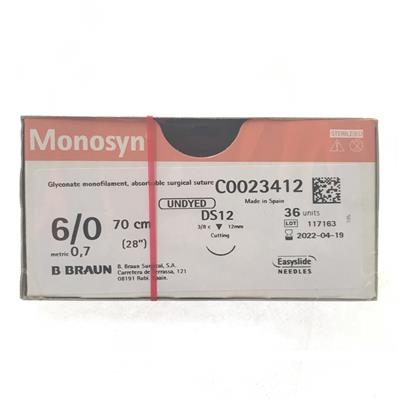 STERILE EO
Monosyn
Glyconate monofilament, absorbable surgical suture
C0023412
UNDYED
Made in Spain
6/0
70 cm
(28")
metric 0,7
DS12
3/8 c
12mm
Cutting
36 units
LOT 117163
2022-04-19
B BRAUN
B. Braun Surgical, S.A.
Carretera de Terrassa, 121
08191 Rubí, Spain
Easyslide
NEEDLES